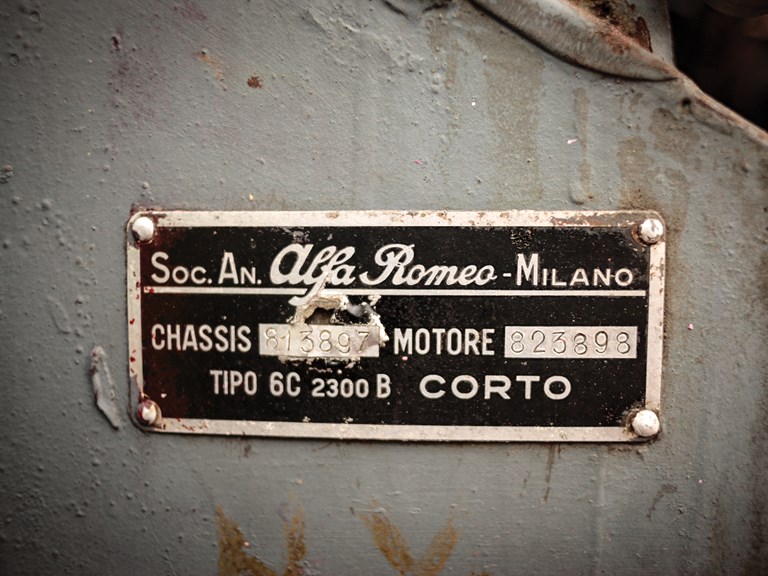 Soc. An. Alfa Romeo - Milano
CHASSIS 813897 MOTORE 823898
TIPO 6C 2300 B CORTO